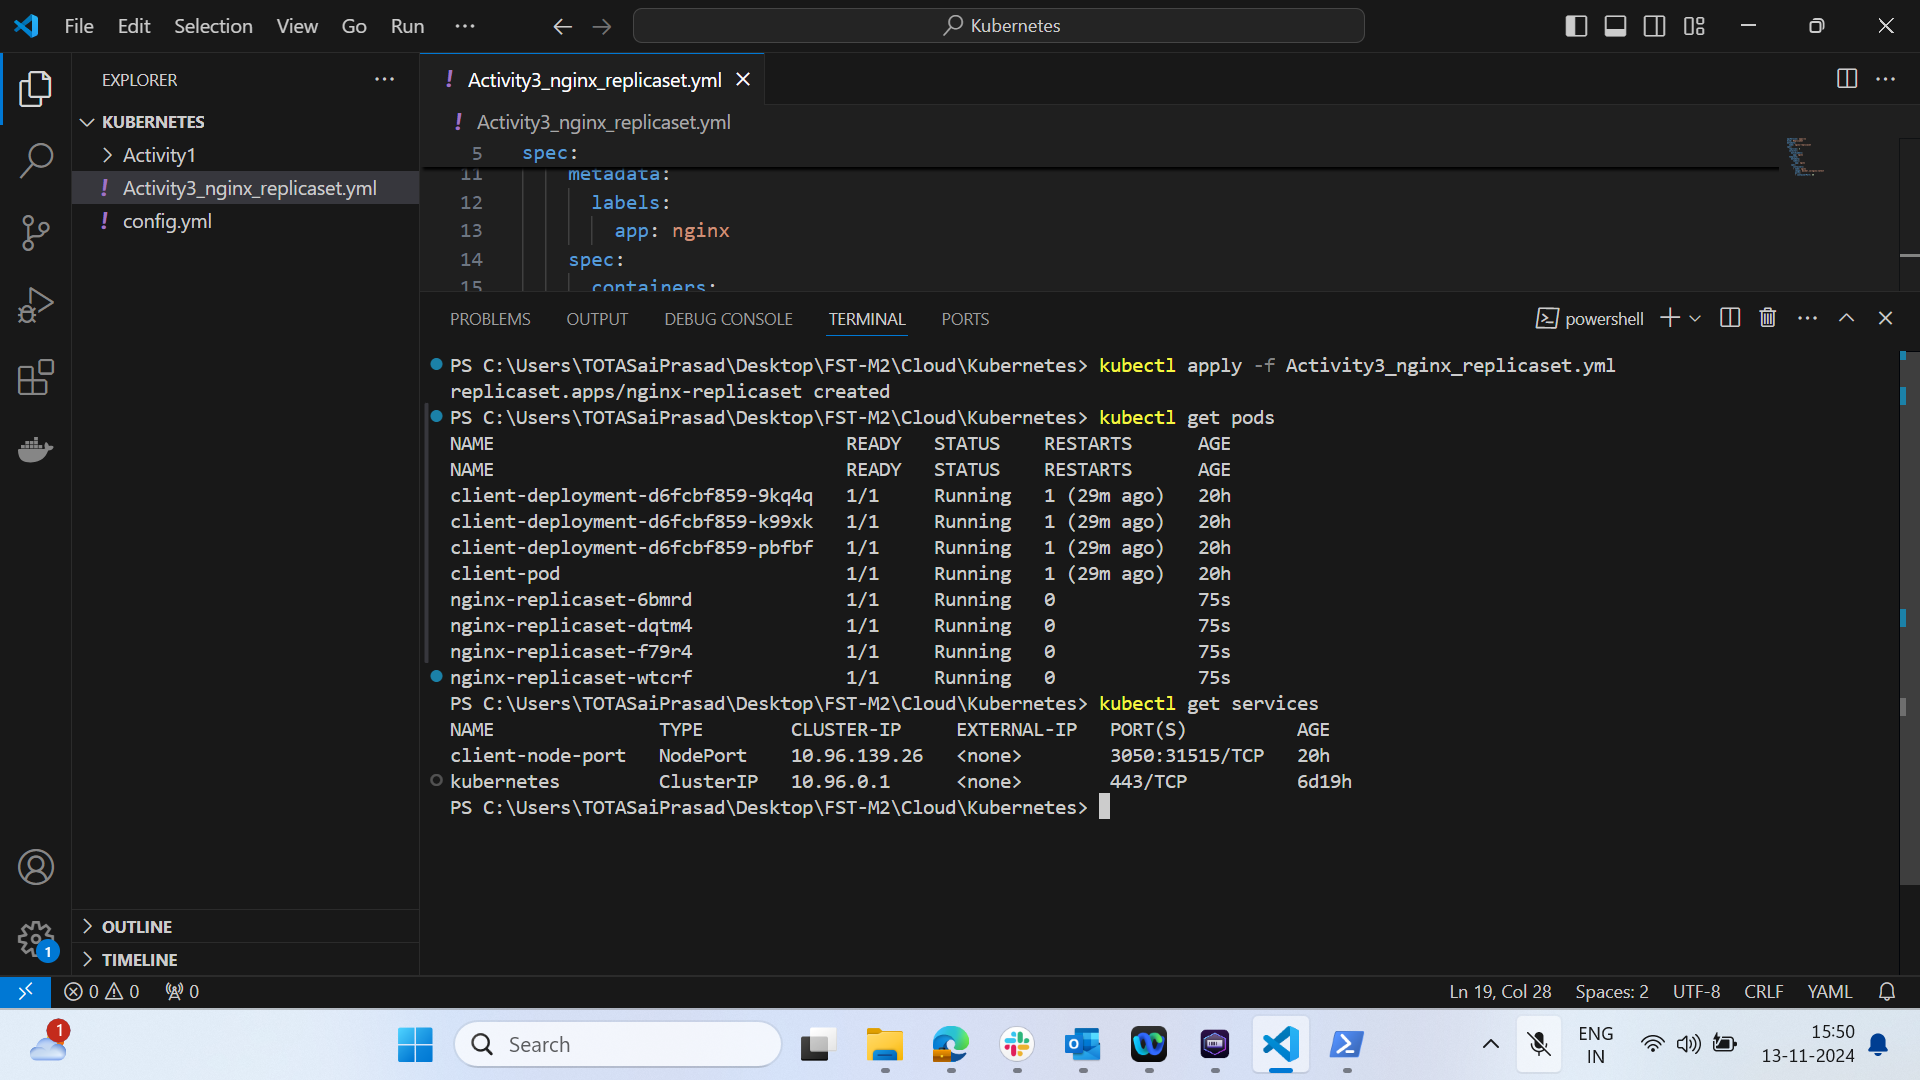 File Edit Selection View Go Run ...
Kubernetes
EXPLORER ...
KUBERNETES
Activity1
! Activity3_nginx_replicaset.yml
! config.yml
OUTLINE
TIMELINE
1
! Activity3_nginx_replicaset.yml
! Activity3_nginx_replicaset.yml
5 spec:
11 metadata:
12 labels:
13 app: nginx
14 spec:
15 containers:
PROBLEMS OUTPUT DEBUG CONSOLE TERMINAL PORTS
powershell
PS C:\Users\TOTASaiPrasad\Desktop\FST-M2\Cloud\Kubernetes> kubectl apply -f Activity3_nginx_replicaset.yml
replicaset.apps/nginx-replicaset created
PS C:\Users\TOTASaiPrasad\Desktop\FST-M2\Cloud\Kubernetes> kubectl get pods
NAME READY STATUS RESTARTS AGE
NAME READY STATUS RESTARTS AGE
client-deployment-d6fcbf859-9kq4q 1/1 Running 1 (29m ago) 20h
client-deployment-d6fcbf859-k99xk 1/1 Running 1 (29m ago) 20h
client-deployment-d6fcbf859-pbfbf 1/1 Running 1 (29m ago) 20h
client-pod 1/1 Running 1 (29m ago) 20h
nginx-replicaset-6bmrd 1/1 Running 0 75s
nginx-replicaset-dqtm4 1/1 Running 0 75s
nginx-replicaset-f79r4 1/1 Running 0 75s
nginx-replicaset-wtcrf 1/1 Running 0 75s
PS C:\Users\TOTASaiPrasad\Desktop\FST-M2\Cloud\Kubernetes> kubectl get services
NAME TYPE CLUSTER-IP EXTERNAL-IP PORT(S) AGE
client-node-port NodePort 10.96.139.26 <none> 3050:31515/TCP 20h
kubernetes ClusterIP 10.96.0.1 <none> 443/TCP 6d19h
PS C:\Users\TOTASaiPrasad\Desktop\FST-M2\Cloud\Kubernetes>
0 0 0
Ln 19, Col 28 Spaces: 2 UTF-8 CRLF YAML
1
Search
ENG
IN
15:50
13-11-2024